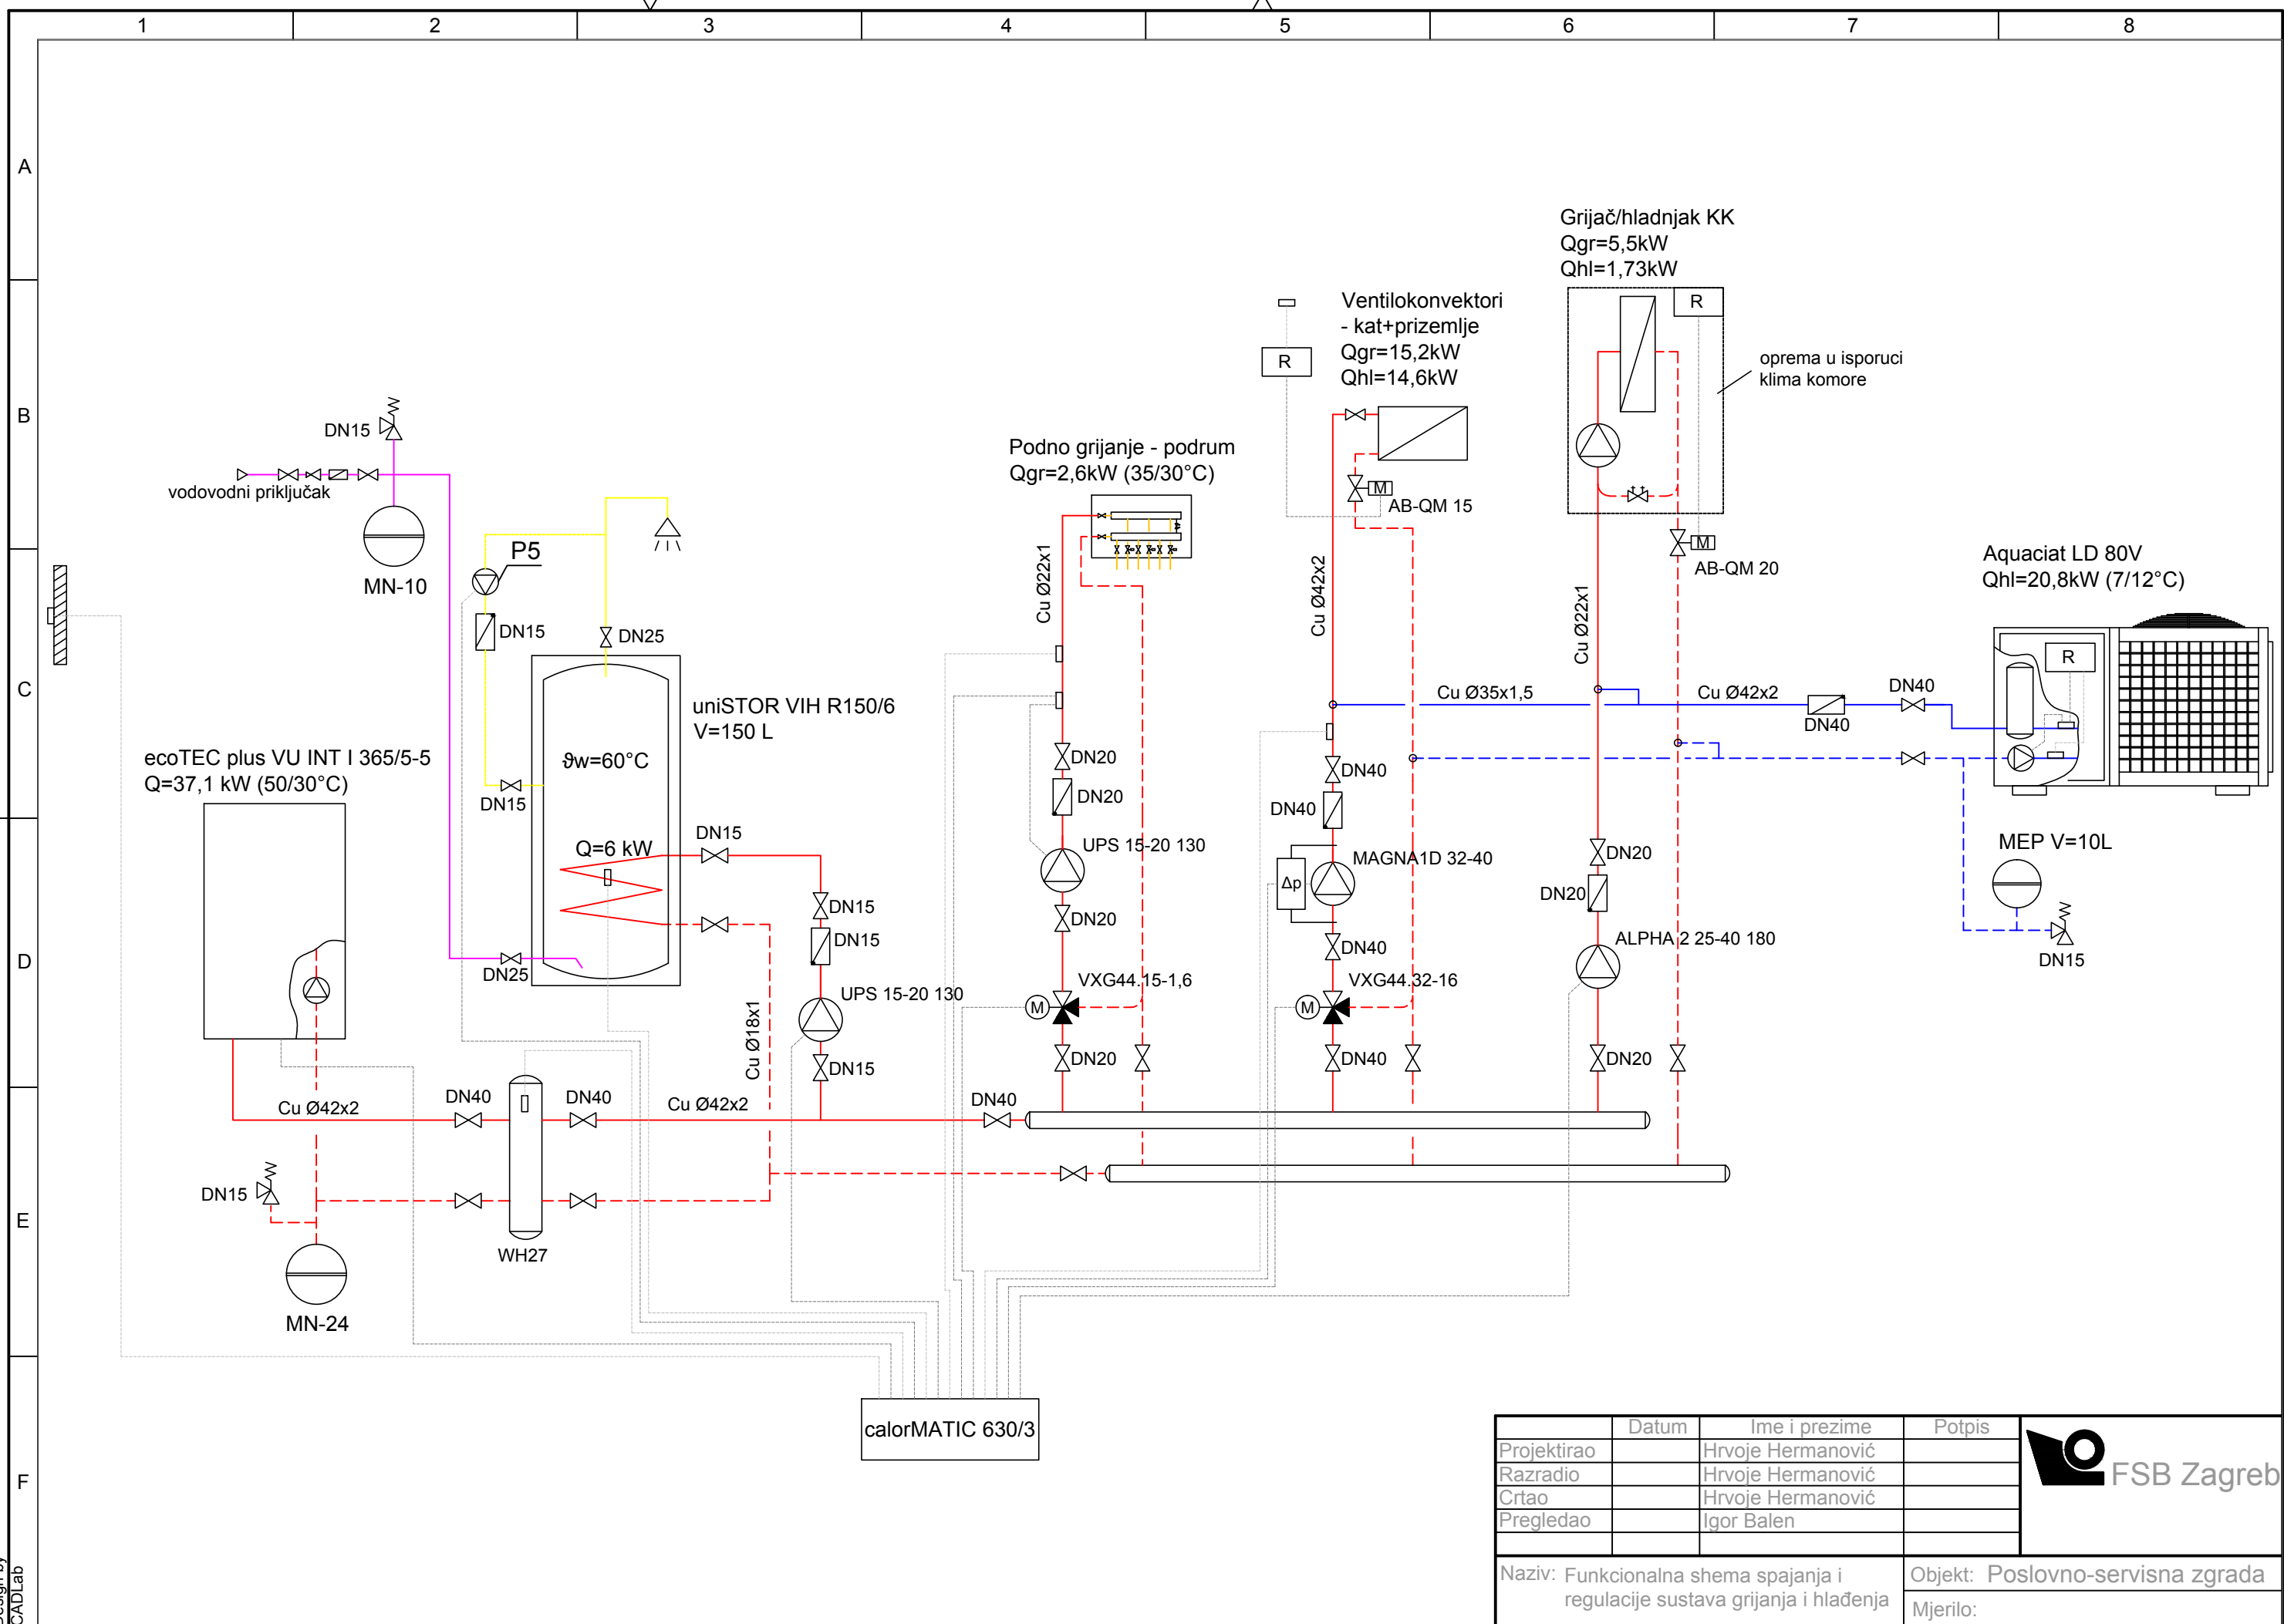 1 2 3 4 5 6 7 8
A
B
C
D
E
F
Grijač/hladnjak KK
Qgr=5,5kW
Qhl=1,73kW
R
oprema u isporuci
klima komore
Ventilokonvektori
- kat+prizemlje
Qgr=15,2kW
Qhl=14,6kW
R
M
AB-QM 15
M
AB-QM 20
Podno grijanje - podrum
Qgr=2,6kW (35/30°C)
DN15
vodovodni priključak
MN-10
P5
DN15
DN25
DN15
DN25
uniSTOR VIH R150/6
V=150 L
ϑw=60°C
Q=6 kW
ecoTEC plus VU INT I 365/5-5
Q=37,1 kW (50/30°C)
DN15
DN15
DN15
UPS 15-20 130
DN15
Cu Ø18x1
Cu Ø22x1
DN20
DN20
UPS 15-20 130
DN20
VXG44.15-1,6
M
DN20
Cu Ø42x2
DN40
DN40
MAGNA1D 32-40
Δp
DN40
VXG44.32-16
M
DN40
Cu Ø22x1
DN20
DN20
ALPHA 2 25-40 180
DN20
Cu Ø35x1,5
Cu Ø42x2
DN40
DN40
Aquaciat LD 80V
Qhl=20,8kW (7/12°C)
R
MEP V=10L
DN15
Cu Ø42x2
DN40
DN40
Cu Ø42x2
DN40
DN15
WH27
MN-24
calorMATIC 630/3
Datum Ime i prezime Potpis
Projektirao Hrvoje Hermanović
Razradio Hrvoje Hermanović
Crtao Hrvoje Hermanović
Pregledao Igor Balen
FSB Zagreb
Naziv: Funkcionalna shema spajanja i
regulacije sustava grijanja i hlađenja
Objekt: Poslovno-servisna zgrada
Mjerilo:
Design by
CADLab